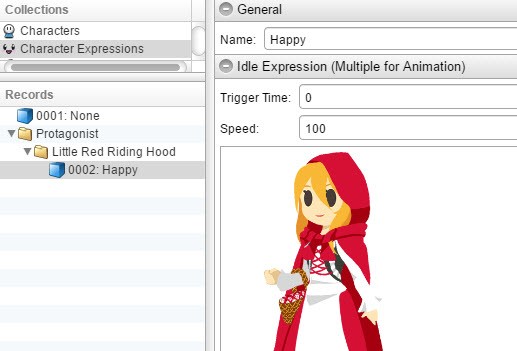 Collections
Characters
Character Expressions
Records
0001: None
Protagonist
Little Red Riding Hood
0002: Happy
General
Name: Happy
Idle Expression (Multiple for Animation)
Trigger Time: 0
Speed: 100